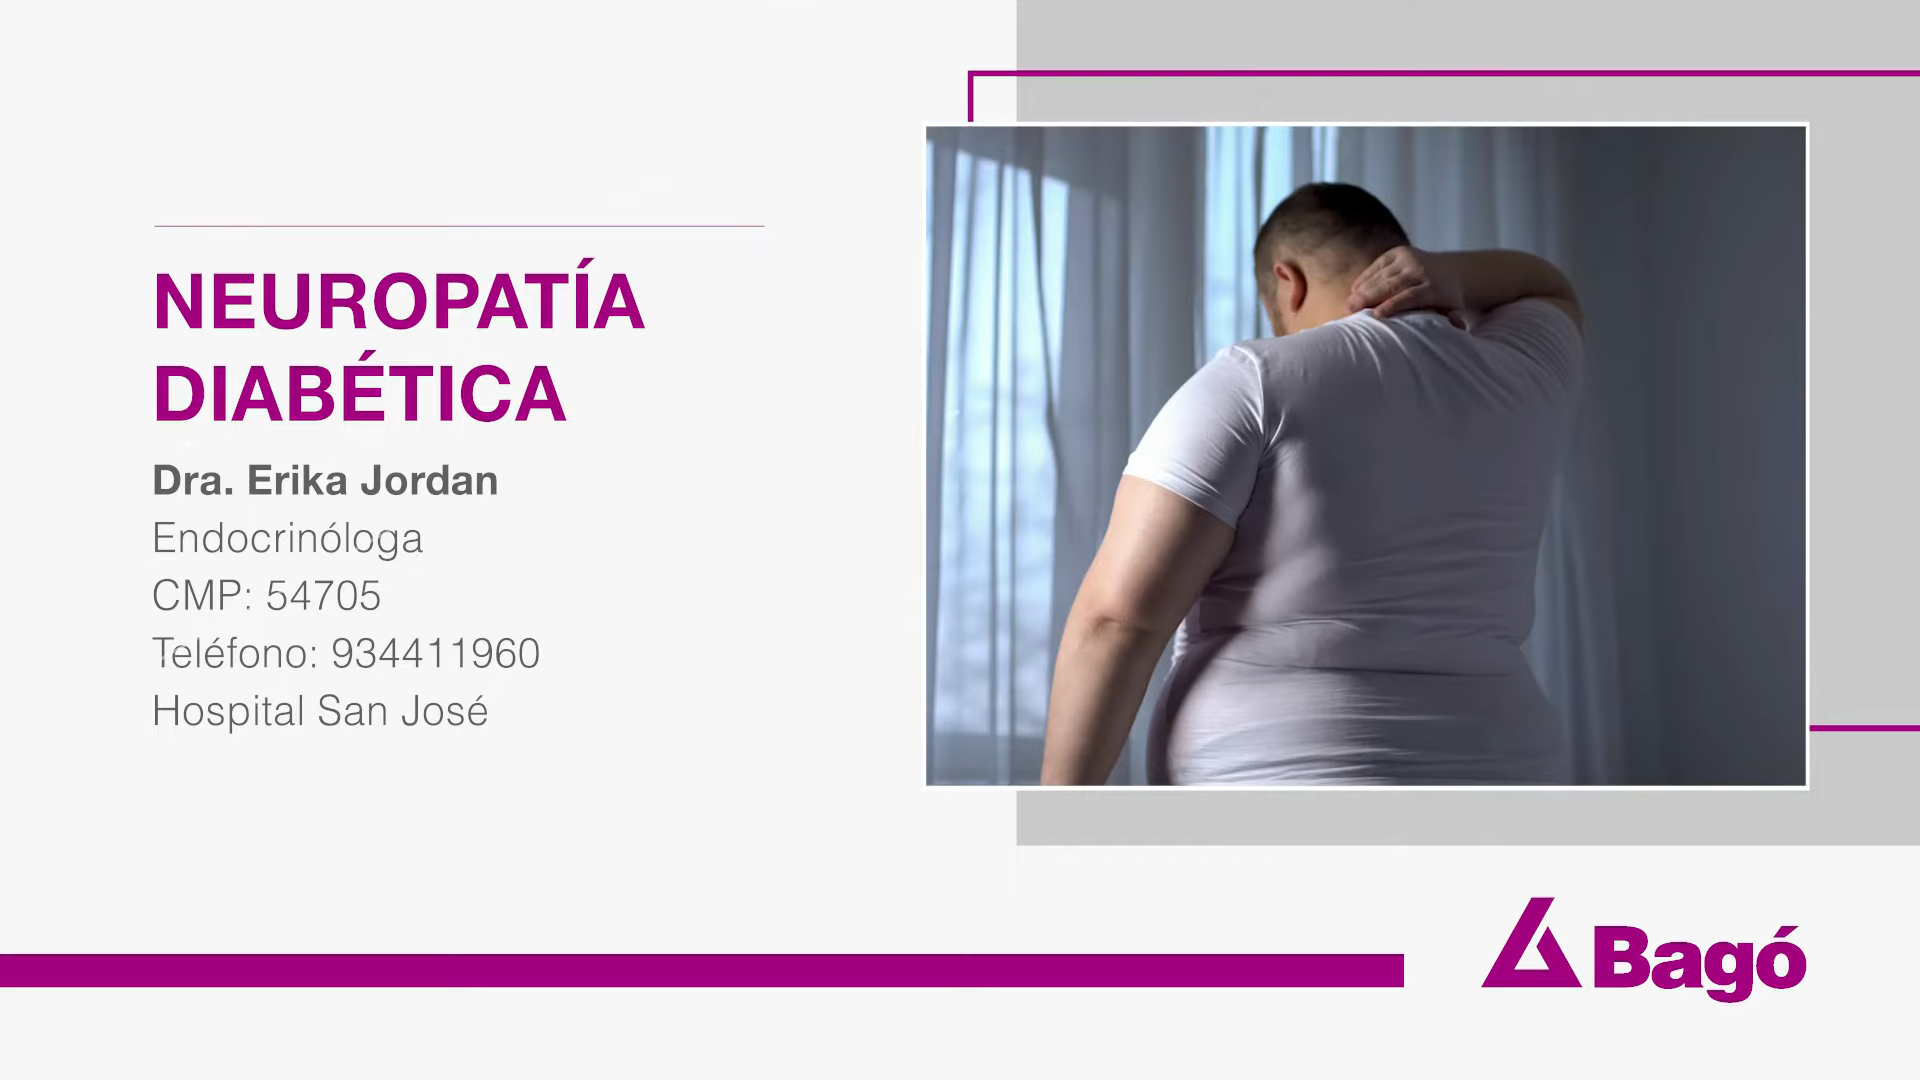 NEUROPATÍA
DIABÉTICA
Dra. Erika Jordan
Endocrinóloga
CMP: 54705
Teléfono: 934411960
Hospital San José
Bagó